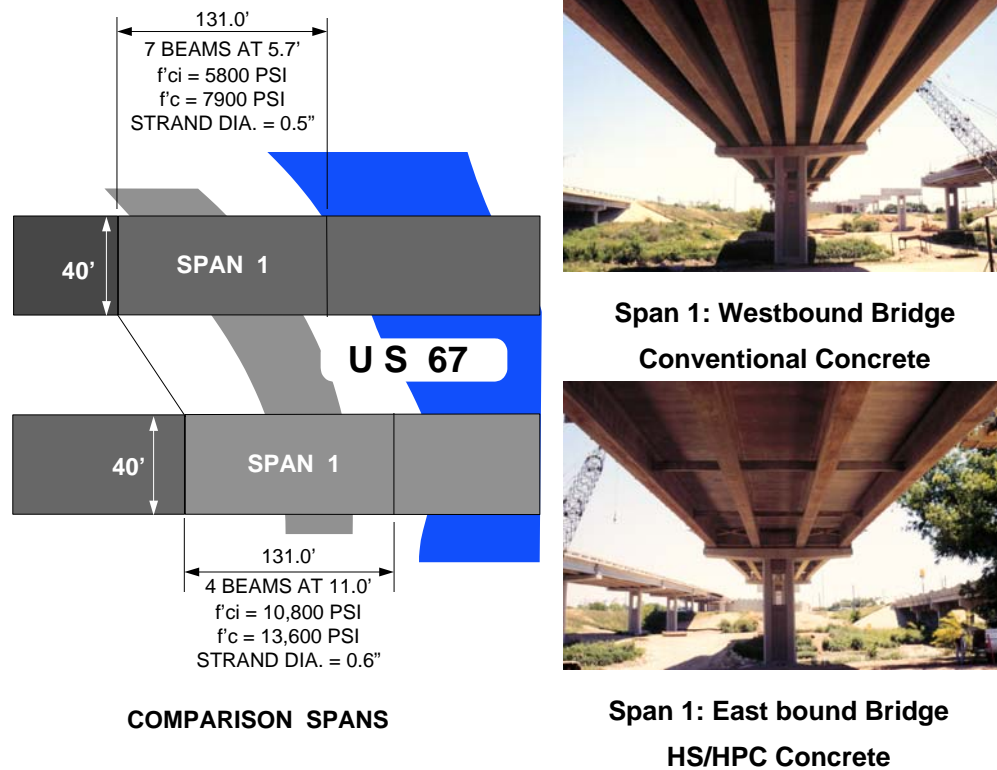 131.0’
7 BEAMS AT 5.7’
f’ci = 5800 PSI
f’c = 7900 PSI
STRAND DIA. = 0.5”
40’
SPAN 1
U S 67
40’
SPAN 1
131.0’
4 BEAMS AT 11.0’
f’ci = 10,800 PSI
f’c = 13,600 PSI
STRAND DIA. = 0.6”
COMPARISON SPANS
Span 1: Westbound Bridge
Conventional Concrete
Span 1: East bound Bridge
HS/HPC Concrete